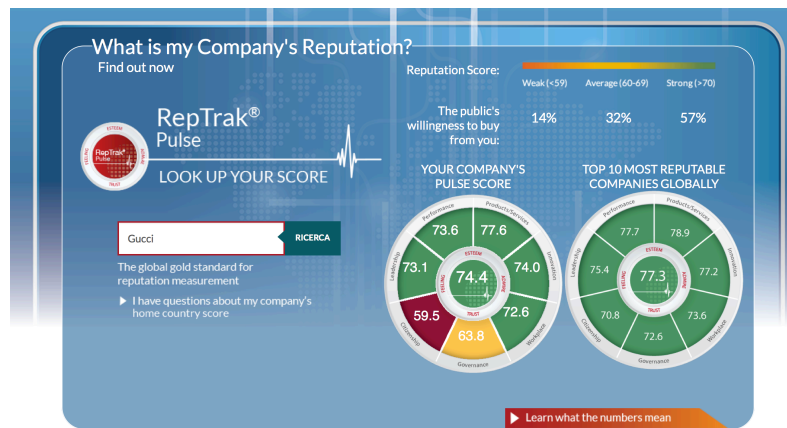 What is my Company's Reputation?
Find out now
ESTEEM
ADMIRE
TRUST
FEELING
RepTrak®
Pulse
RepTrak®
Pulse
LOOK UP YOUR SCORE
Gucci
RICERCA
The global gold standard for
reputation measurement
I have questions about my company's
home country score
Reputation Score:
Weak (<59) Average (60-69) Strong (>70)
The public's
willingness to buy
from you:
14% 32% 57%
YOUR COMPANY'S
PULSE SCORE
Performance
Products/Services
Innovation
Workplace
Governance
Citizenship
Leadership
73.6 77.6
73.1 74.0
59.5 72.6
63.8
ESTEEM
ADMIRE
TRUST
FEELING
74.4
TOP 10 MOST REPUTABLE
COMPANIES GLOBALLY
Performance
Products/Services
Innovation
Workplace
Governance
Citizenship
Leadership
77.7 78.9
75.4 77.2
70.8 73.6
72.6
ESTEEM
ADMIRE
TRUST
FEELING
77.3
Learn what the numbers mean